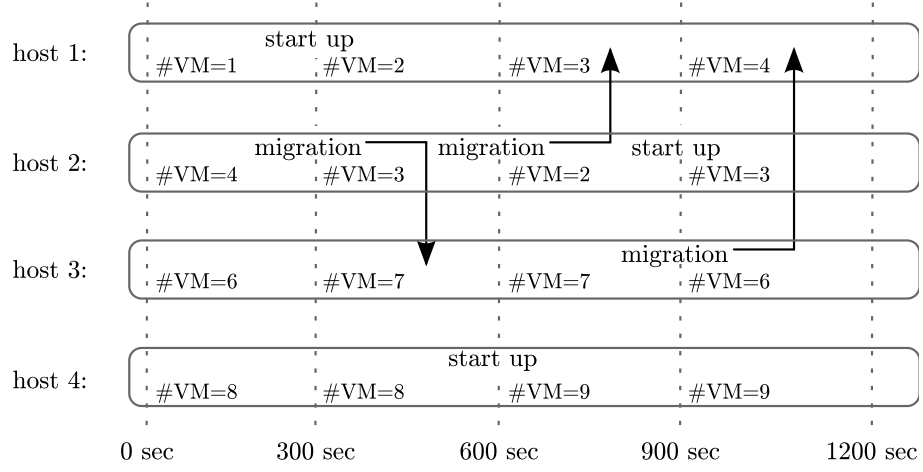 start up
host 1:
#VM=1 #VM=2 #VM=3 #VM=4
migration migration start up
host 2:
#VM=4 #VM=3 #VM=2 #VM=3
migration
host 3:
#VM=6 #VM=7 #VM=7 #VM=6
start up
host 4:
#VM=8 #VM=8 #VM=9 #VM=9
0 sec 300 sec 600 sec 900 sec 1200 sec